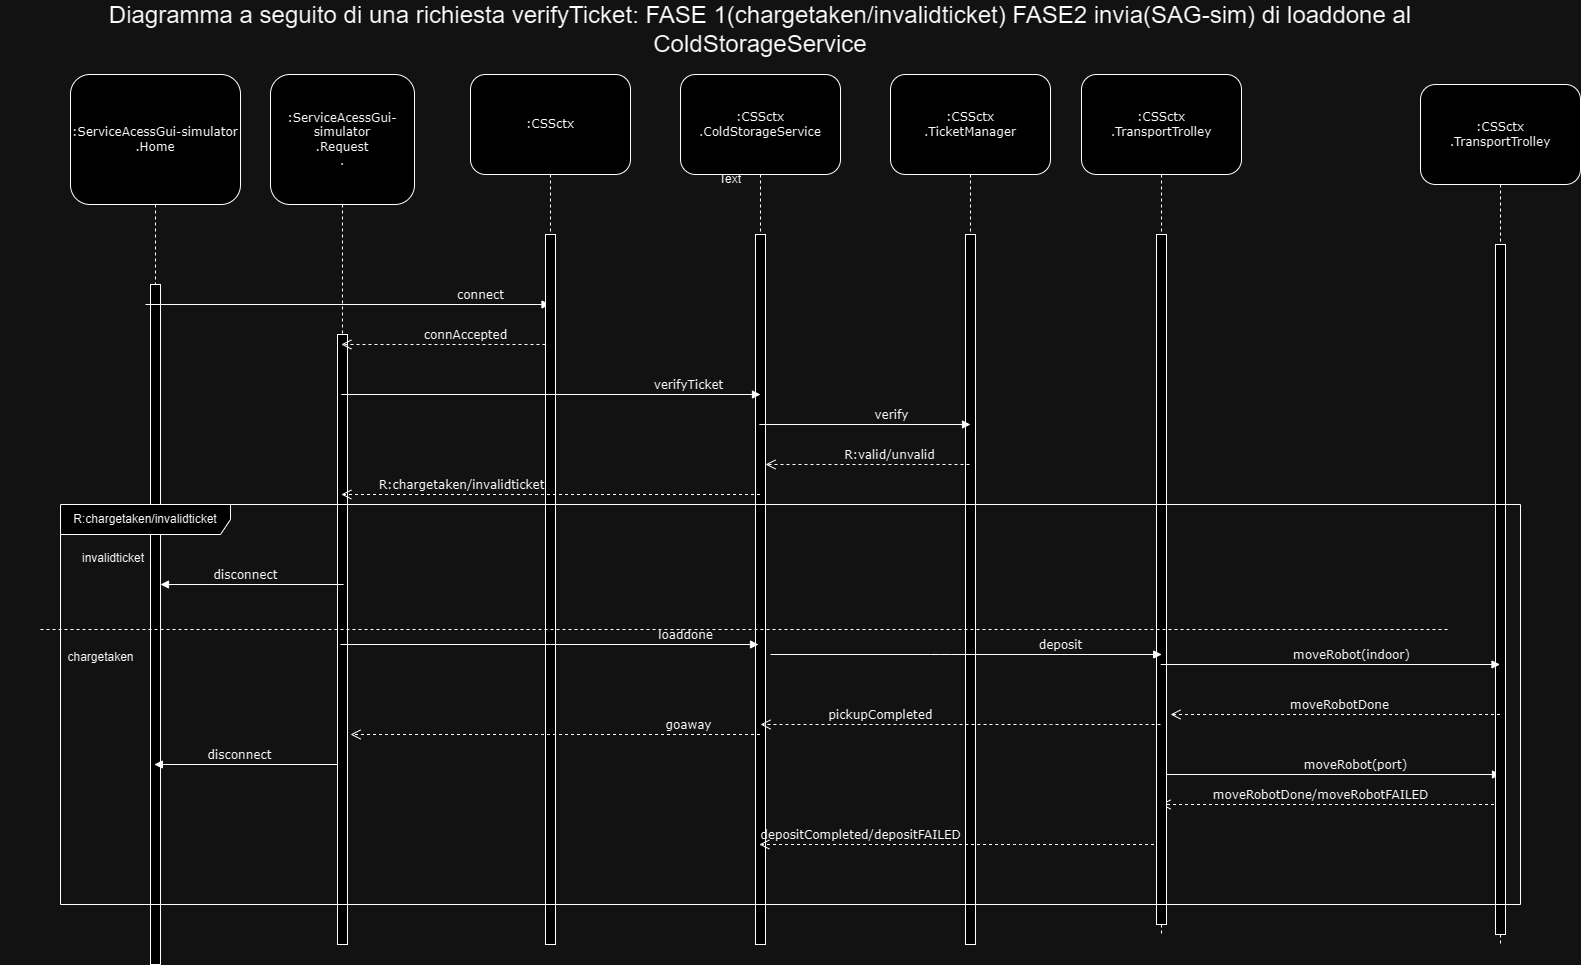 Diagramma a seguito di una richiesta verifyTicket: FASE 1(chargetaken/invalidticket) FASE2 invia(SAG-sim) di loaddone al
ColdStorageService
:ServiceAcessGui-simulator
.Home
:ServiceAcessGui-
simulator
.Request
.
:CSSctx
:CSSctx
.ColdStorageService
:CSSctx
.TicketManager
:CSSctx
.TransportTrolley
:CSSctx
.TransportTrolley
Text
connect
connAccepted
verifyTicket
verify
R:valid/unvalid
R:chargetaken/invalidticket
R:chargetaken/invalidticket
invalidticket
disconnect
loaddone
deposit
chargetaken
moveRobot(indoor)
moveRobotDone
pickupCompleted
goaway
disconnect
moveRobot(port)
moveRobotDone/moveRobotFAILED
depositCompleted/depositFAILED